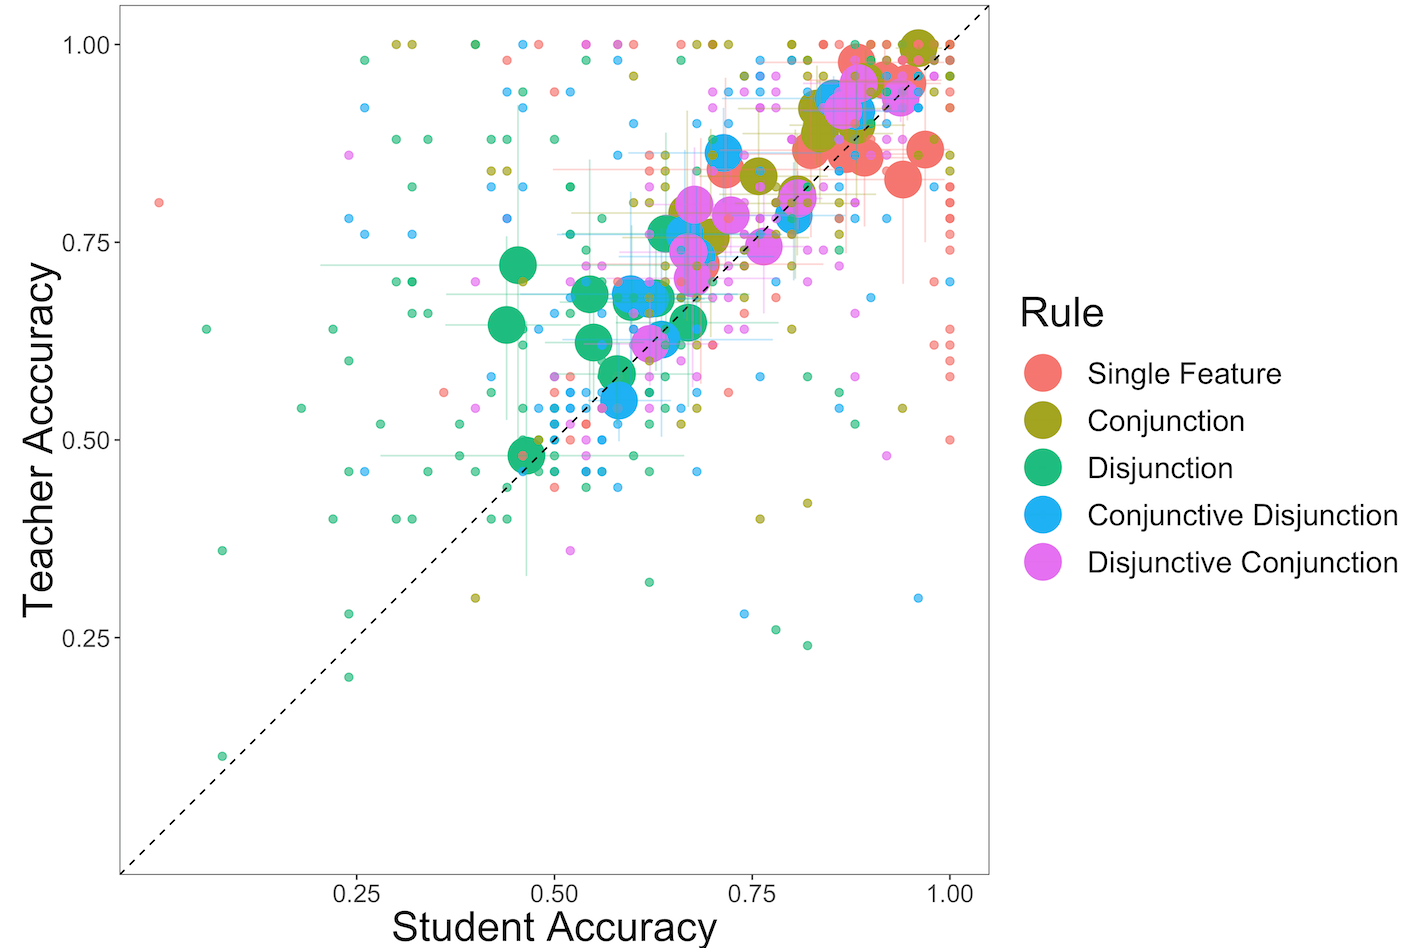 1.00
0.75
0.50
0.25
Teacher Acccuracy
0.25
0.50
0.75
1.00
Student Accuracy
Rule
Single Feature
Conjunction
Disjunction
Conjunctive Disjunction
Disjunctive Conjunction